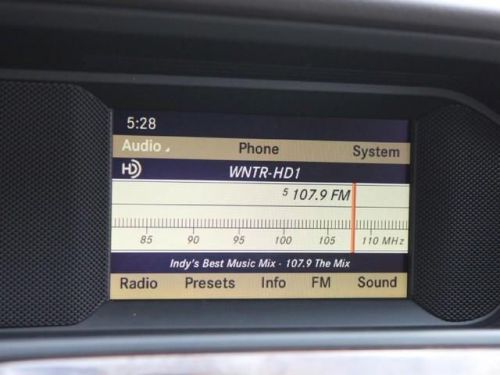 5:28
Audio Phone System
HD WNTR-HD1
5 107.9 FM
85 90 95 100 105 110 MHz
Indy's Best Music Mix - 107.9 The Mix
Radio Presets Info FM Sound